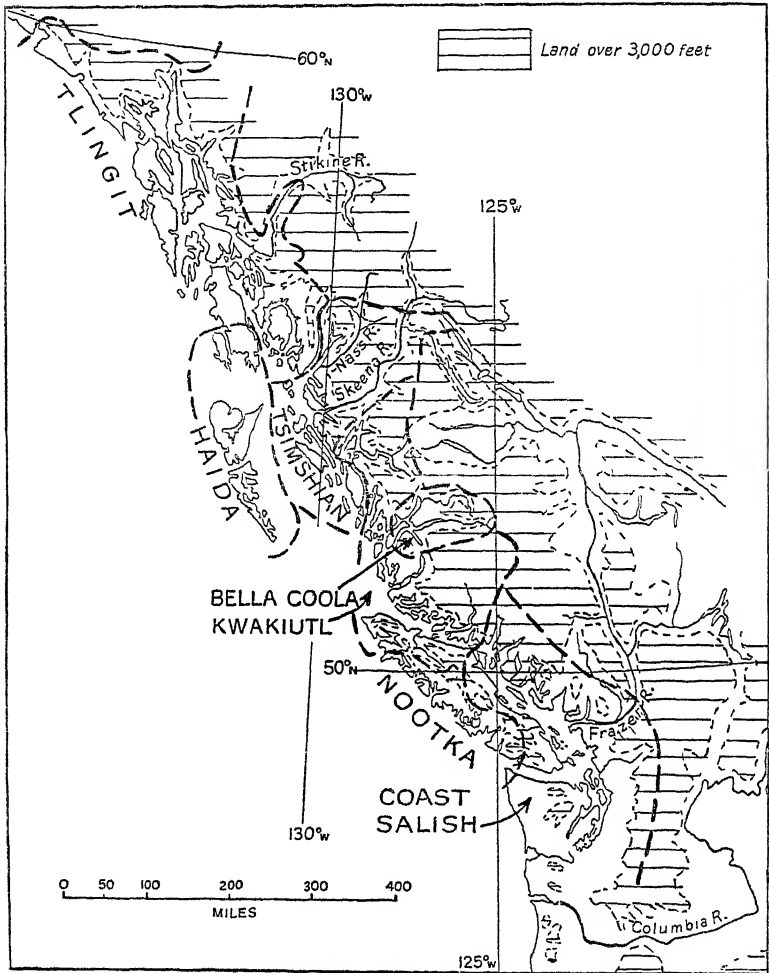 Land over 3,000 feet
60°N
130°W
TLINGIT
Stikine R.
125°W
Nass R.
Skeena R.
HAIDA
TSIMSHIAN
BELLA COOLA
KWAKIUTL
50°N
NOOTKA
Frazer R.
COAST
SALISH
130°W
0 50 100 200 300 400
MILES
Columbia R.
125°W